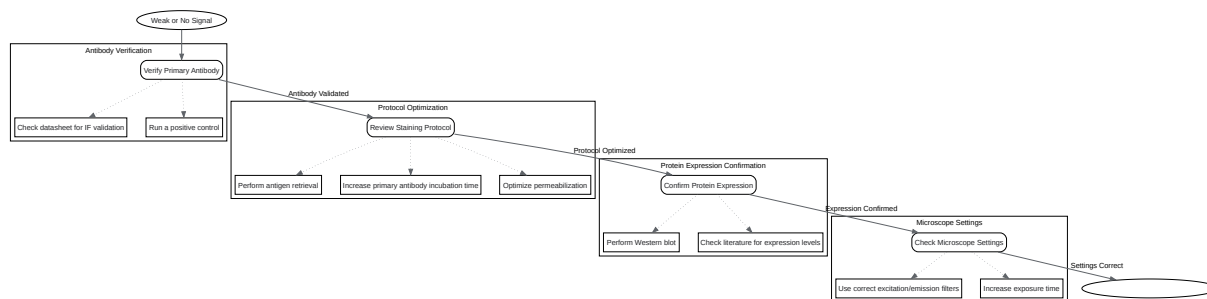 Weak or No Signal
Antibody Verification
Verify Primary Antibody
Check datasheet for IF validation
Run a positive control
Antibody Validated
Protocol Optimization
Review Staining Protocol
Perform antigen retrieval
Increase primary antibody incubation time
Optimize permeabilization
Protocol Optimized
Protein Expression Confirmation
Confirm Protein Expression
Perform Western blot
Check literature for expression levels
Expression Confirmed
Microscope Settings
Check Microscope Settings
Use correct excitation/emission filters
Increase exposure time
Settings Correct